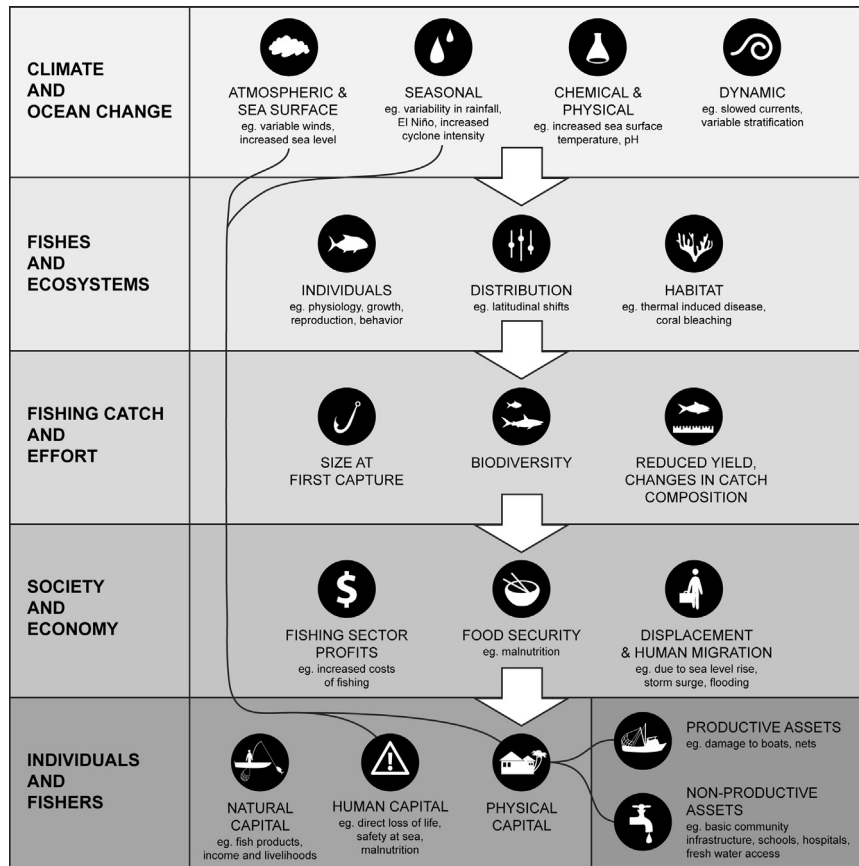 CLIMATE
AND
OCEAN CHANGE
ATMOSPHERIC &
SEA SURFACE
eg. variable winds,
increased sea level
SEASONAL
eg. variability in rainfall,
El Niño, increased
cyclone intensity
CHEMICAL
& PHYSICAL
eg. increased sea surface
temperature, pH
DYNAMIC
eg. slowed currents,
variable stratification
FISHES
AND
ECOSYSTEMS
INDIVIDUALS
eg. physiology, growth,
reproduction, behavior
DISTRIBUTION
eg. latitudinal shifts
HABITAT
eg. thermal induced disease,
coral bleaching
FISHING CATCH
AND
EFFORT
SIZE AT
FIRST CAPTURE
BIODIVERSITY
REDUCED YIELD,
CHANGES IN CATCH
COMPOSITION
SOCIETY
AND
ECONOMY
$
FISHING SECTOR
PROFITS
eg. increased costs
of fishing
FOOD SECURITY
eg. malnutrition
DISPLACEMENT
& HUMAN MIGRATION
eg. due to sea level rise,
storm surge, flooding
INDIVIDUALS
AND
FISHERS
NATURAL
CAPITAL
eg. fish products,
income and livelihoods
HUMAN CAPITAL
eg. direct loss of life,
safety at sea,
malnutrition
PHYSICAL
CAPITAL
PRODUCTIVE ASSETS
eg. damage to boats, nets
NON-PRODUCTIVE
ASSETS
eg. basic community
infrastructure, schools, hospitals,
fresh water access